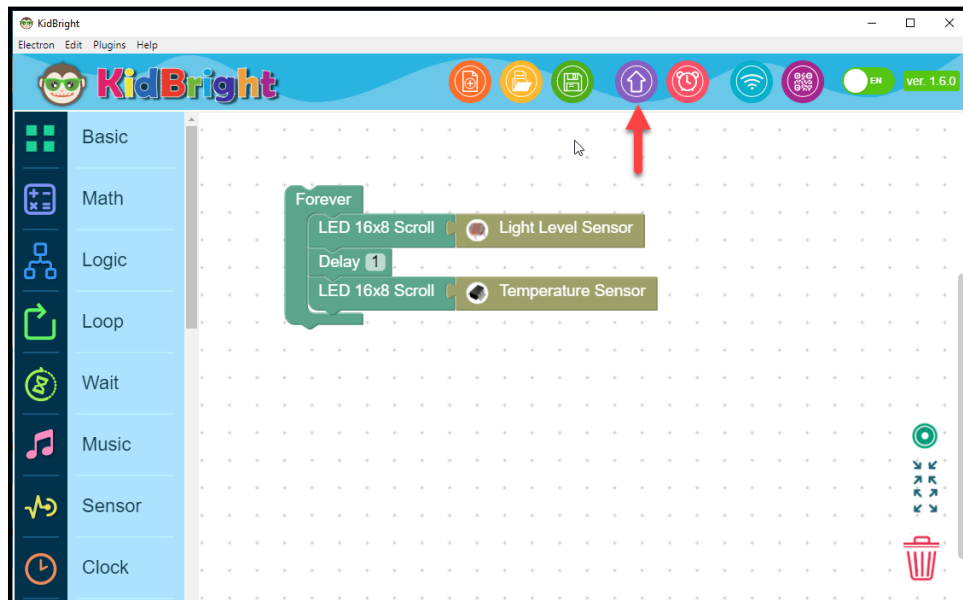 KidBright
Electron Edit Plugins Help
KidBright
EN
ver. 1.6.0
Basic
Math
Logic
Loop
Wait
Music
Sensor
Clock
Forever
LED 16x8 Scroll Light Level Sensor
Delay 1
LED 16x8 Scroll Temperature Sensor